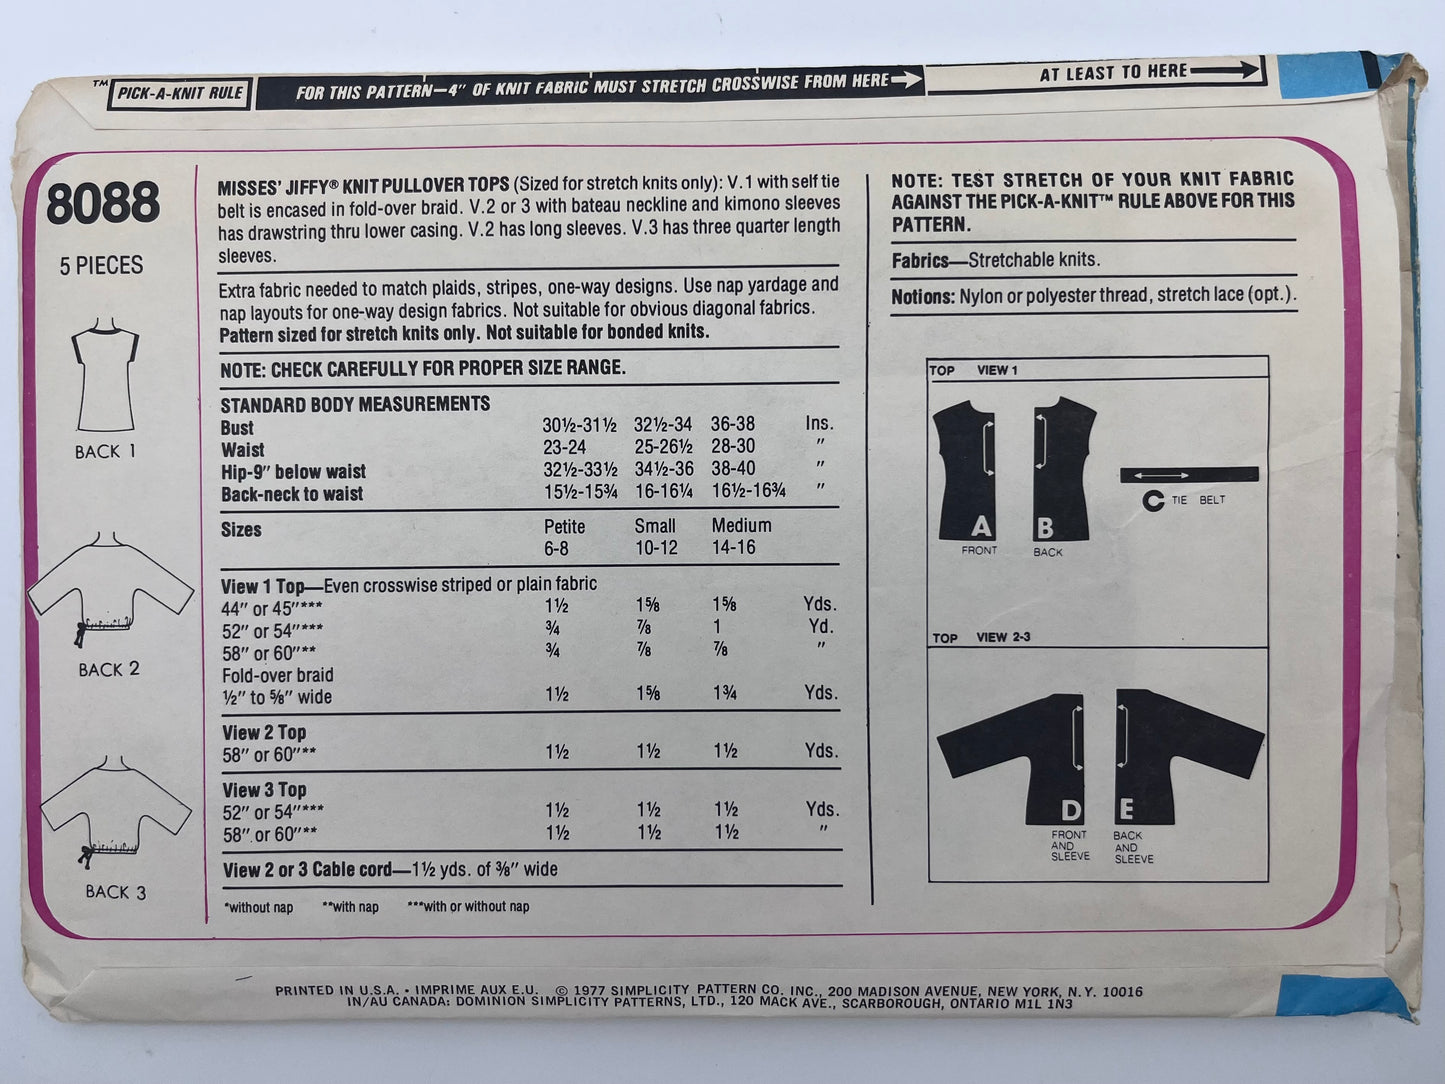 ™ PICK-A-KNIT RULE
FOR THIS PATTERN—4" OF KNIT FABRIC MUST STRETCH CROSSWISE FROM HERE
AT LEAST TO HERE
8088
5 PIECES
BACK 1
BACK 2
BACK 3
MISSES' JIFFY® KNIT PULLOVER TOPS (Sized for stretch knits only): V.1 with self tie
belt is encased in fold-over braid. V.2 or 3 with bateau neckline and kimono sleeves
has drawstring thru lower casing. V.2 has long sleeves. V.3 has three quarter length
sleeves.
Extra fabric needed to match plaids, stripes, one-way designs. Use nap yardage and
nap layouts for one-way design fabrics. Not suitable for obvious diagonal fabrics.
Pattern sized for stretch knits only. Not suitable for bonded knits.
NOTE: CHECK CAREFULLY FOR PROPER SIZE RANGE.
STANDARD BODY MEASUREMENTS
Bust 30½-31½ 32½-34 36-38 Ins.
Waist 23-24 25-26½ 28-30 "
Hip-9" below waist 32½-33½ 34½-36 38-40 "
Back-neck to waist 15½-15¾ 16-16¼ 16½-16¾ "
Sizes Petite Small Medium
6-8 10-12 14-16
View 1 Top—Even crosswise striped or plain fabric
44" or 45"*** 1½ 1⅝ 1⅝ Yds.
52" or 54"*** ¾ ⅞ 1 Yd.
58" or 60"** ¾ ⅞ ⅞ "
Fold-over braid
½" to ⅝" wide 1½ 1⅝ 1¾ Yds.
View 2 Top
58" or 60"** 1½ 1½ 1½ Yds.
View 3 Top
52" or 54"*** 1½ 1½ 1½ Yds.
58" or 60"** 1½ 1½ 1½ "
View 2 or 3 Cable cord—1½ yds. of ⅜" wide
*without nap **with nap ***with or without nap
NOTE: TEST STRETCH OF YOUR KNIT FABRIC
AGAINST THE PICK-A-KNIT™ RULE ABOVE FOR THIS
PATTERN.
Fabrics—Stretchable knits.
Notions: Nylon or polyester thread, stretch lace (opt.).
TOP VIEW 1
A
FRONT
B
BACK
C TIE BELT
TOP VIEW 2-3
D
FRONT
AND
SLEEVE
E
BACK
AND
SLEEVE
PRINTED IN U.S.A. • IMPRIME AUX E.U. © 1977 SIMPLICITY PATTERN CO. INC., 200 MADISON AVENUE, NEW YORK, N.Y. 10016
IN/AU CANADA: DOMINION SIMPLICITY PATTERNS, LTD., 120 MACK AVE., SCARBOROUGH, ONTARIO M1L 1N3